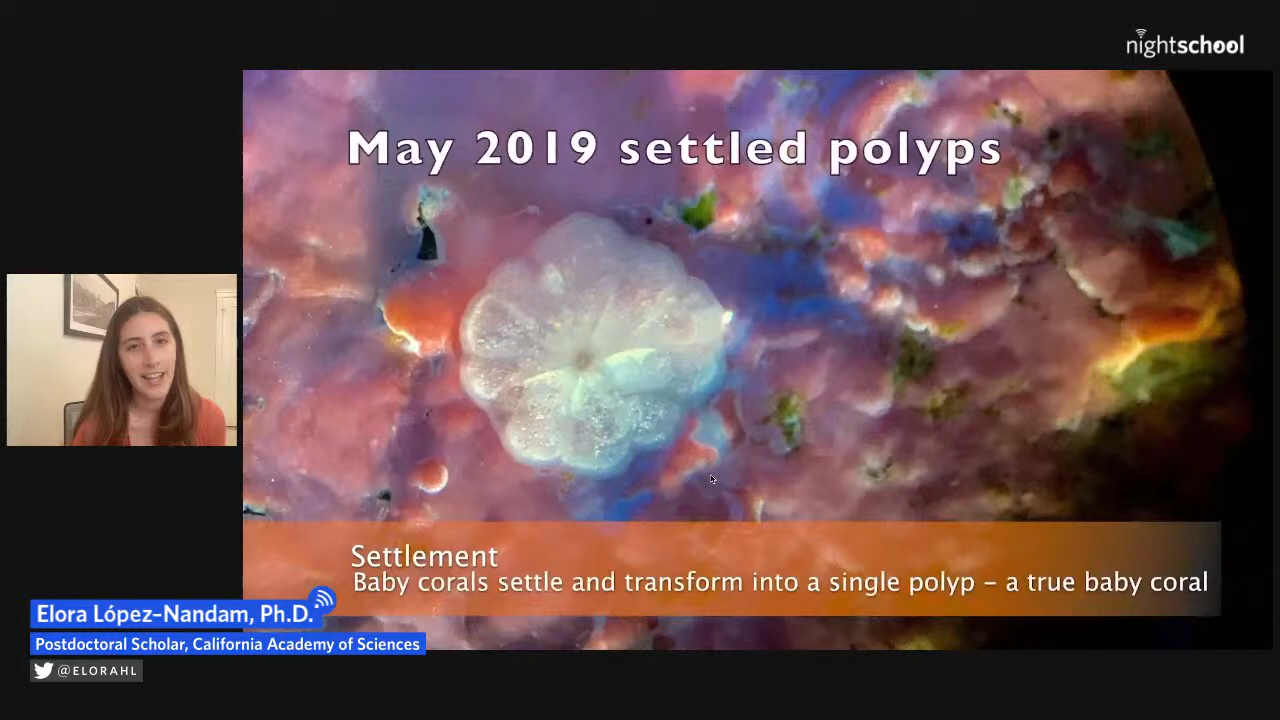 nightschool
May 2019 settled polyps
Settlement
Baby corals settle and transform into a single polyp – a true baby coral
Elora López-Nandam, Ph.D.
Postdoctoral Scholar, California Academy of Sciences
@ELORAHL